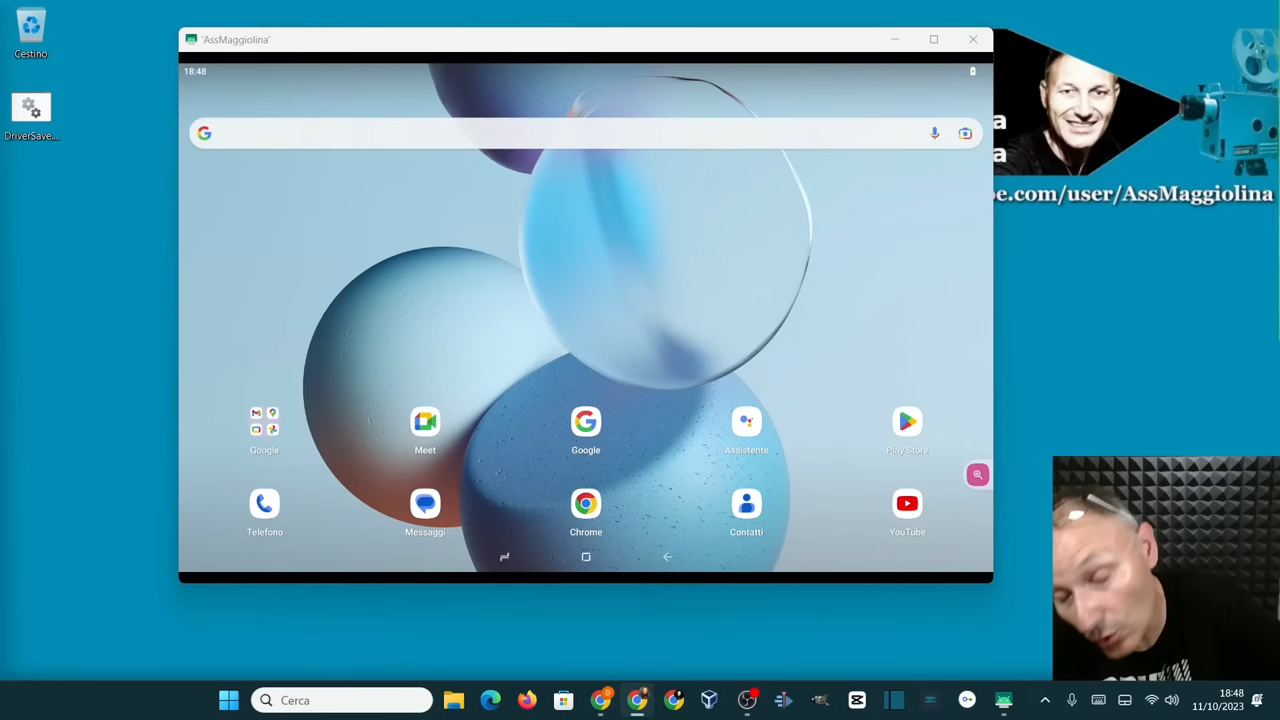 Cestino
DriverSave....
'AssMaggiolina'
18:48
a
a
e.com/user/AssMaggiolina
Google
Meet
Google
Assistente
Play Store
Telefono
Messaggi
Chrome
Contatti
YouTube
Cerca
18:48
11/10/2023